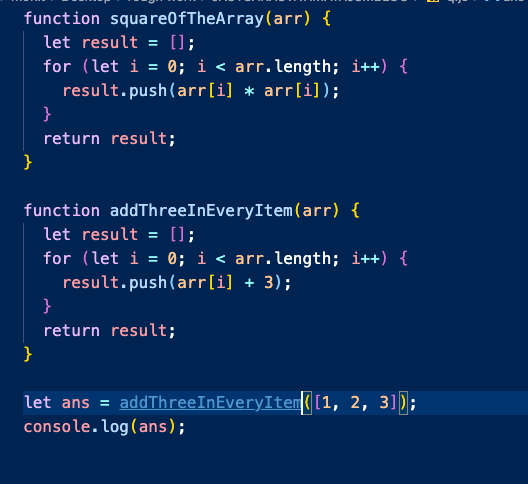 function squareOfTheArray(arr) {
  let result = [];
  for (let i = 0; i < arr.length; i++) {
    result.push(arr[i] * arr[i]);
  }
  return result;
}

function addThreeInEveryItem(arr) {
  let result = [];
  for (let i = 0; i < arr.length; i++) {
    result.push(arr[i] + 3);
  }
  return result;
}

let ans = addThreeInEveryItem([1, 2, 3]);
console.log(ans);